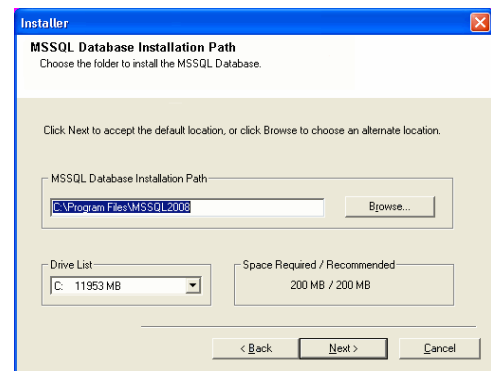 Installer
MSSQL Database Installation Path
Choose the folder to install the MSSQL Database.
Click Next to accept the default location, or click Browse to choose an alternate location.
MSSQL Database Installation Path
C:\Program Files\MSSQL2008
Browse...
Drive List
C: 11953 MB
Space Required / Recommended
200 MB / 200 MB
< Back
Next >
Cancel